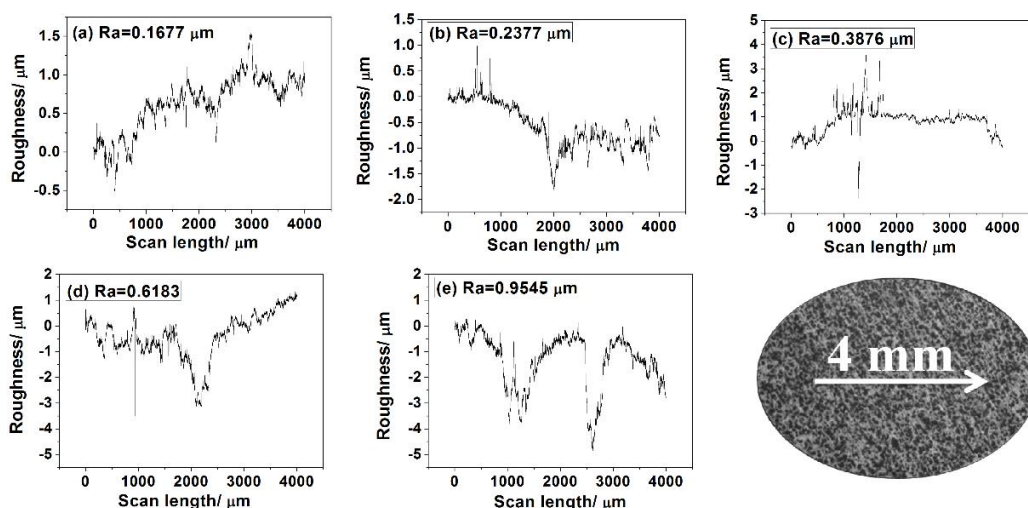 (a) Ra=0.1677 μm
Roughness/ μm
1.5
1.0
0.5
0.0
-0.5
0 1000 2000 3000 4000
Scan length/ μm
(b) Ra=0.2377 μm
Roughness/ μm
1.0
0.5
0.0
-0.5
-1.0
-1.5
-2.0
0 1000 2000 3000 4000
Scan length/ μm
(c) Ra=0.3876 μm
Roughness/ μm
5
4
3
2
1
0
-1
-2
-3
0 1000 2000 3000 4000
Scan length/ μm
(d) Ra=0.6183
Roughness/ μm
2
1
0
-1
-2
-3
-4
-5
0 1000 2000 3000 4000
Scan length/ μm
(e) Ra=0.9545 μm
Roughness/ μm
2
1
0
-1
-2
-3
-4
-5
0 1000 2000 3000 4000
Scan length/ μm
4 mm